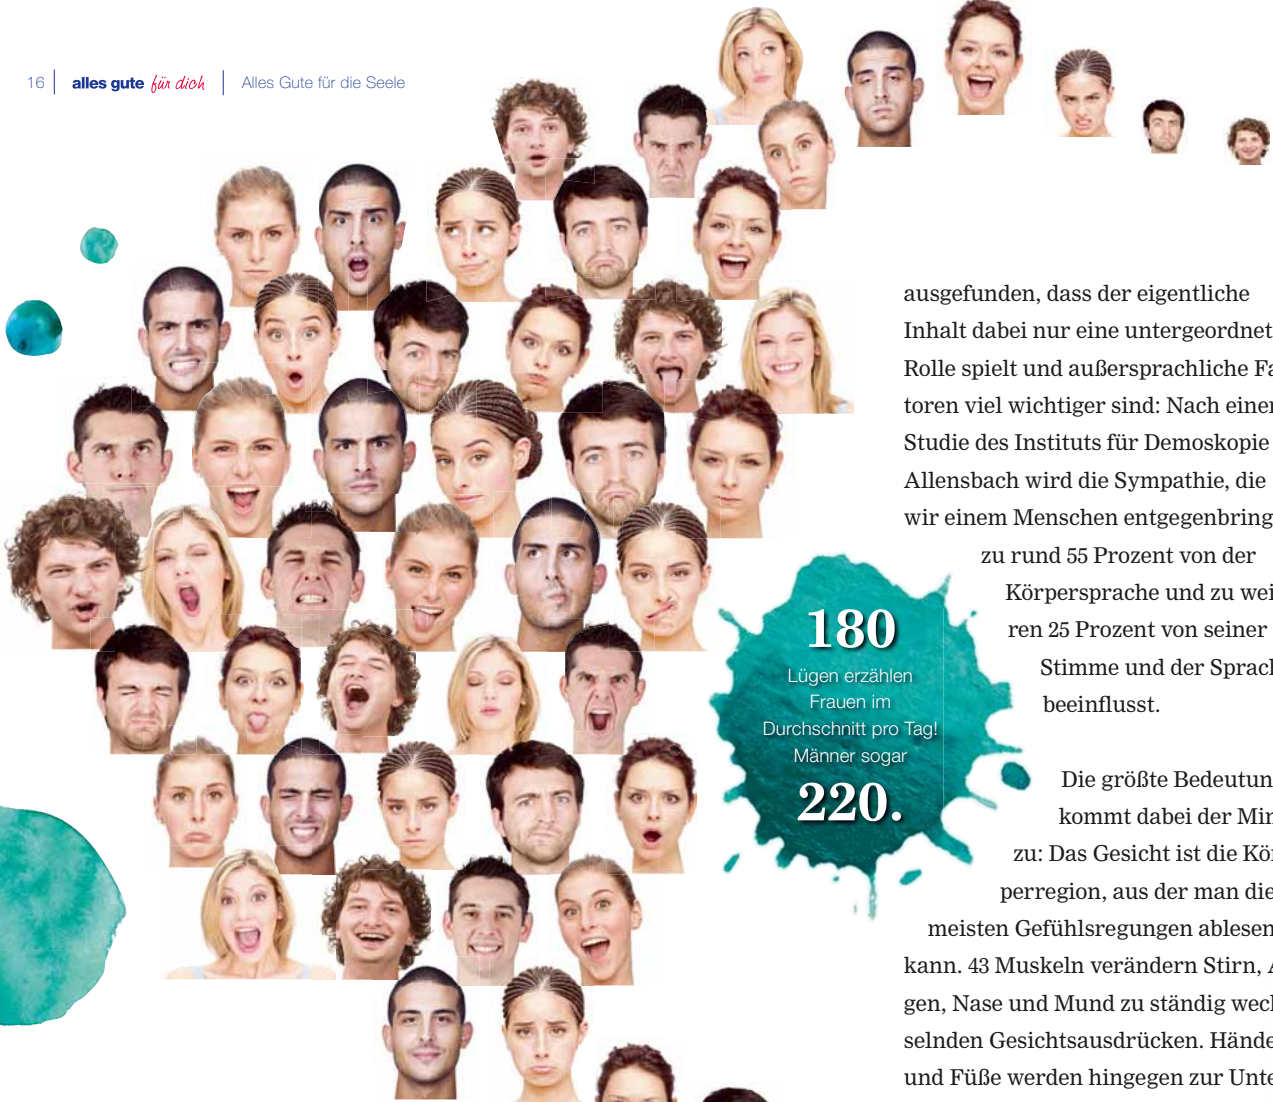 16 alles gute für dich Alles Gute für die Seele
ausgefunden, dass der eigentliche
Inhalt dabei nur eine untergeordnet
Rolle spielt und außersprachliche Fa
toren viel wichtiger sind: Nach einer
Studie des Instituts für Demoskopie
Allensbach wird die Sympathie, die
wir einem Menschen entgegenbring
zu rund 55 Prozent von der
Körpersprache und zu wei
ren 25 Prozent von seiner
Stimme und der Sprach
beeinflusst.
180
Lügen erzählen
Frauen im
Durchschnitt pro Tag!
Männer sogar
220.
Die größte Bedeutun
kommt dabei der Mim
zu: Das Gesicht ist die Kör
perregion, aus der man die
meisten Gefühlsregungen ablesen
kann. 43 Muskeln verändern Stirn, A
gen, Nase und Mund zu ständig wech
selnden Gesichtsausdrücken. Hände
und Füße werden hingegen zur Unte